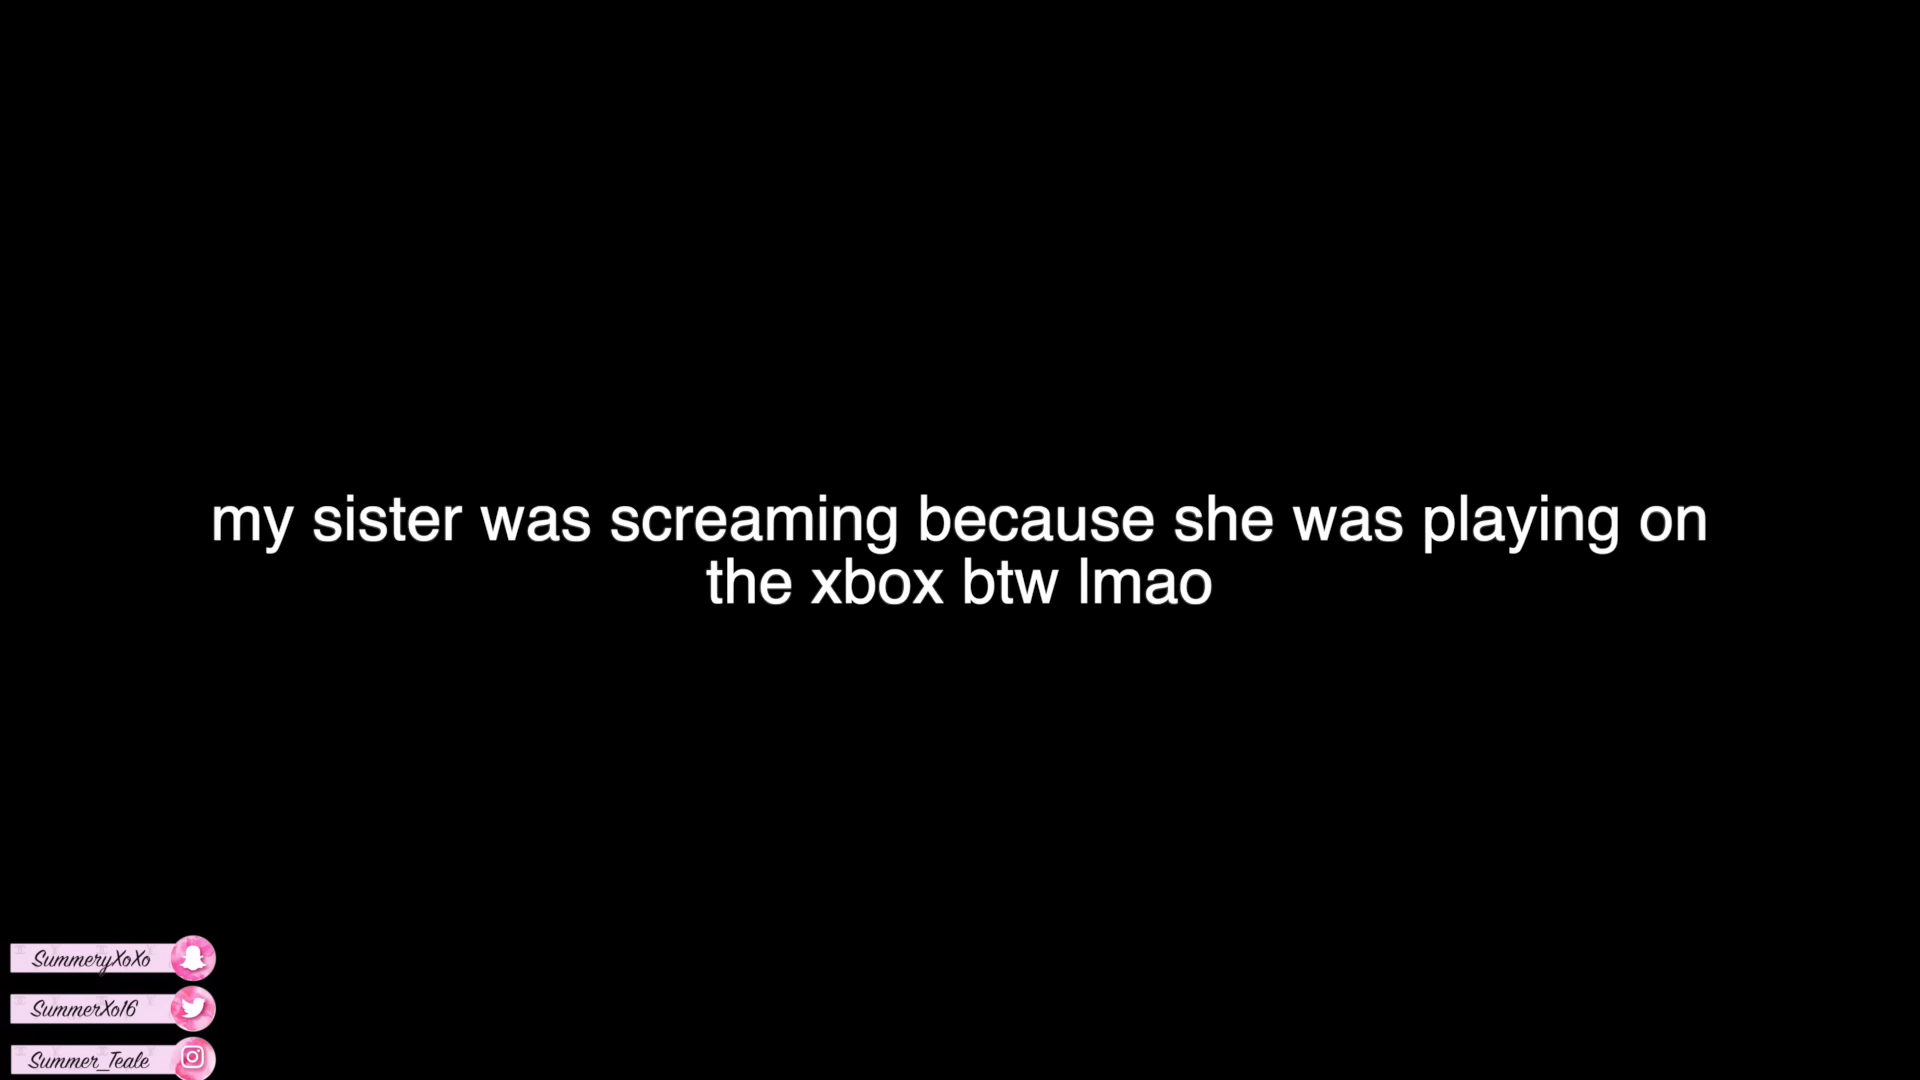 my sister was screaming because she was playing on
the xbox btw lmao
SummeryXoXo
SummerXo16
Summer_Teale